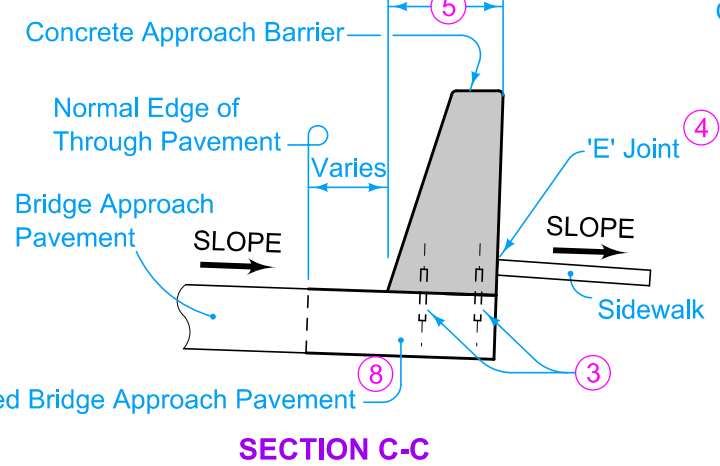 5
Concrete Approach Barrier
Normal Edge of
Through Pavement
Varies
4
'E' Joint
Bridge Approach
Pavement
SLOPE
SLOPE
Sidewalk
3
8
Bridge Approach Pavement
SECTION C-C